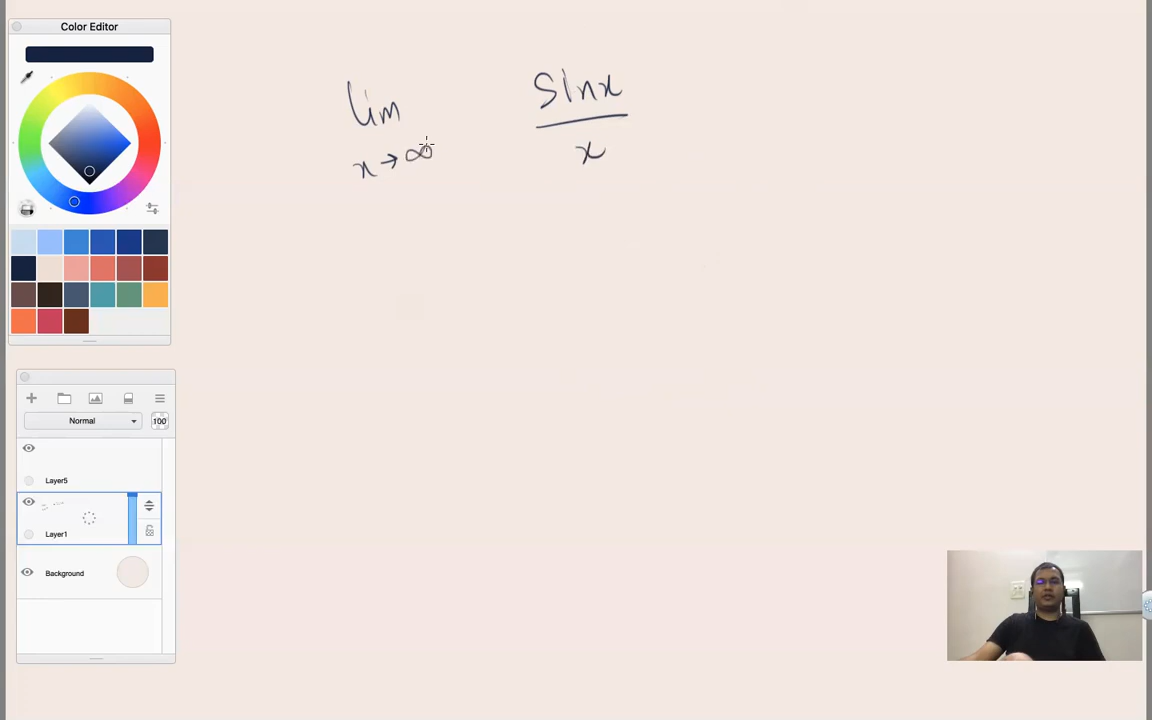 Color Editor
lim sinx
x → ∞ x
Normal 100
Layer5
Layer1
Background